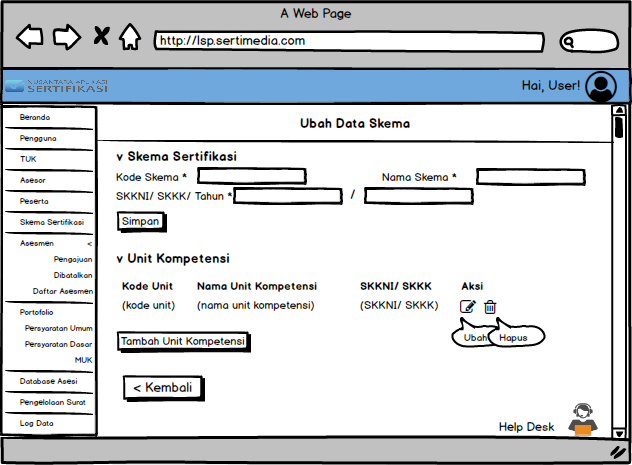 A Web Page
http://lsp.sertimedia.com
NUSANTARA APLIKASI
SERTIFIKASI
Hai, User!
Beranda
Pengguna
TUK
Asesor
Peserta
Skema Sertifikasi
Asesmen <
Pengajuan
Dibatalkan
Daftar Asesmen
Portofolio
Persyaratan Umum
Persyaratan Dasar
MUK
Database Asesi
Pengelolaan Surat
Log Data
Ubah Data Skema
v Skema Sertifikasi
Kode Skema * Nama Skema *
SKKNI/ SKKK/ Tahun * /
Simpan
v Unit Kompetensi
Kode Unit Nama Unit Kompetensi SKKNI/ SKKK Aksi
(kode unit) (nama unit kompetensi) (SKKNI/ SKKK)
Ubah Hapus
Tambah Unit Kompetensi
< Kembali
Help Desk